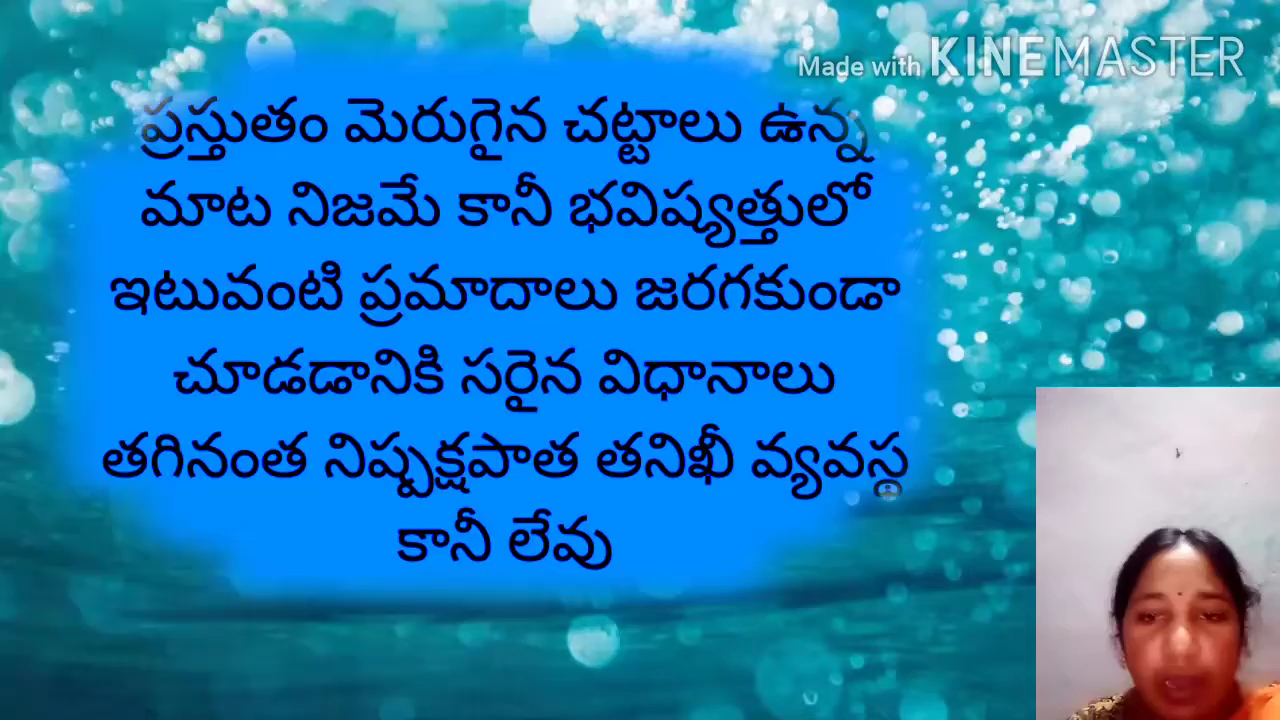 Made with KINEMASTER
ప్రస్తుతం మెరుగైన చట్టాలు ఉన్న
మాట నిజమే కానీ భవిష్యత్తులో
ఇటువంటి ప్రమాదాలు జరగకుండా
చూడడానికి సరైన విధానాలు
తగినంత నిష్పక్షపాత తనిఖీ వ్యవస్థ
కానీ లేవు